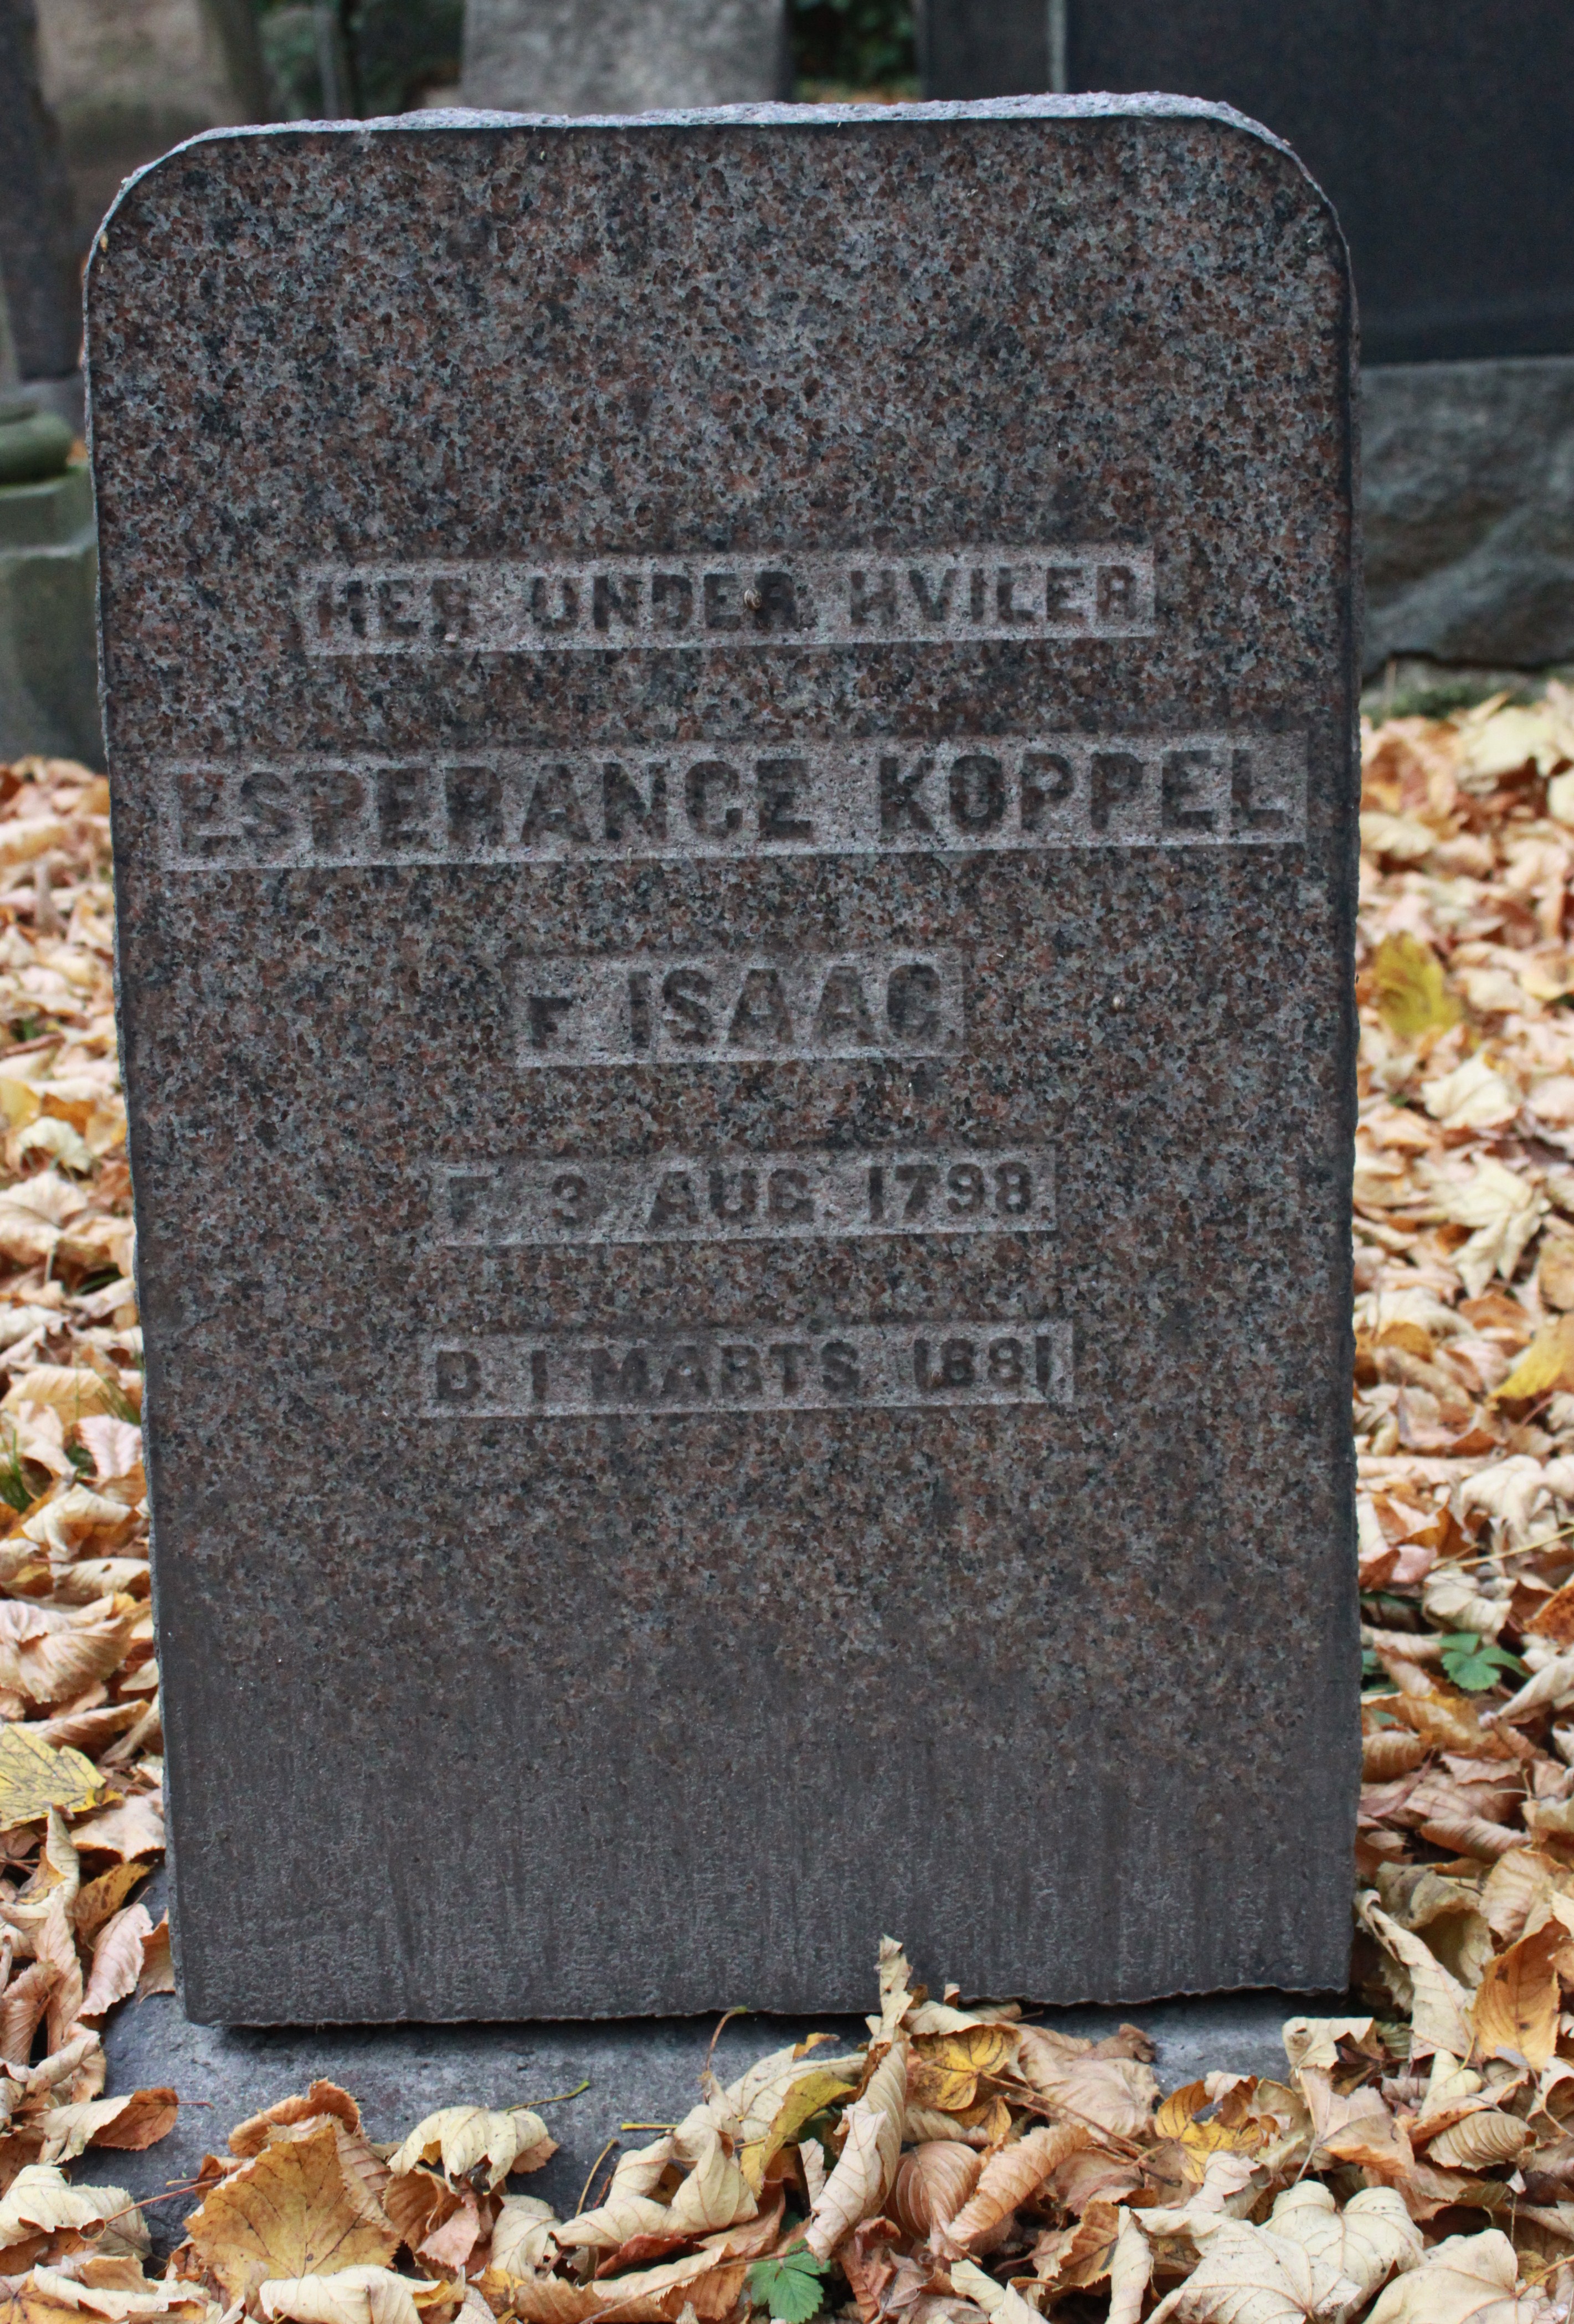 HER UNDER HVILER
ESPERANCE KOPPEL
F. ISAAC.
F. 3. AUG. 1798.
D. 1 MARTS 1881.